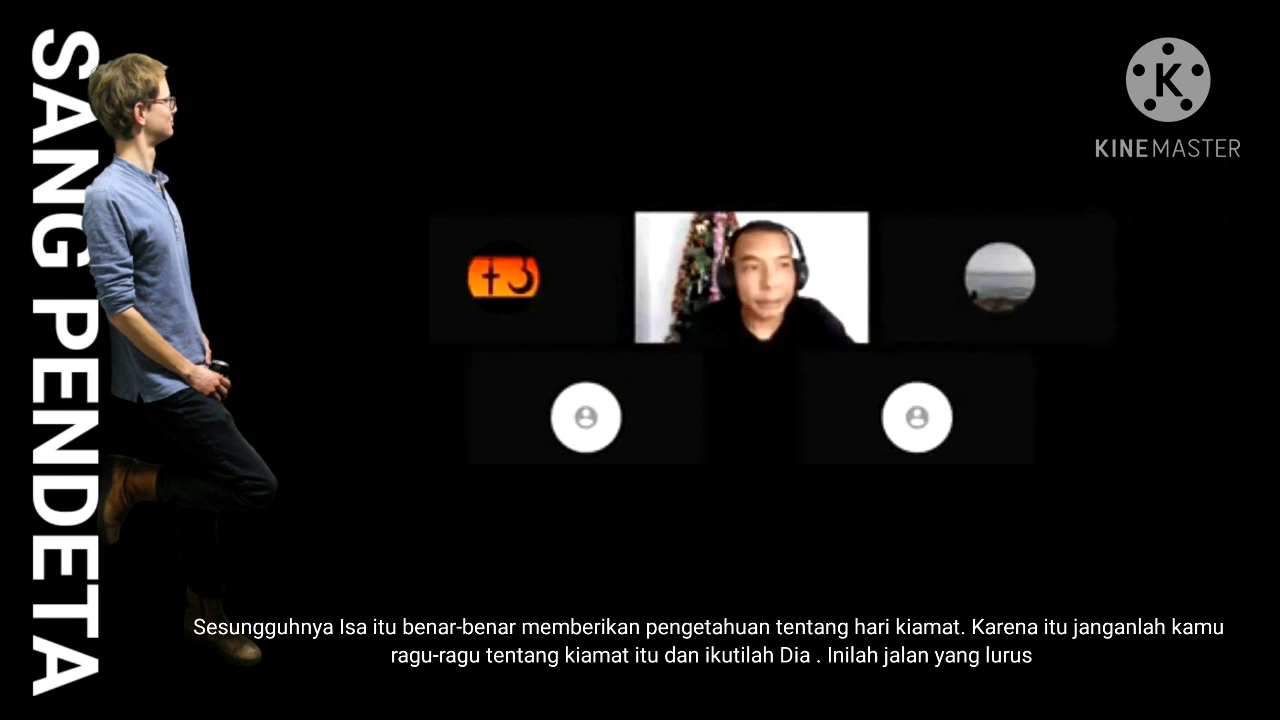 SANG PENDETA
K
KINEMASTER
Sesungguhnya Isa itu benar-benar memberikan pengetahuan tentang hari kiamat. Karena itu janganlah kamu
ragu-ragu tentang kiamat itu dan ikutilah Dia . Inilah jalan yang lurus